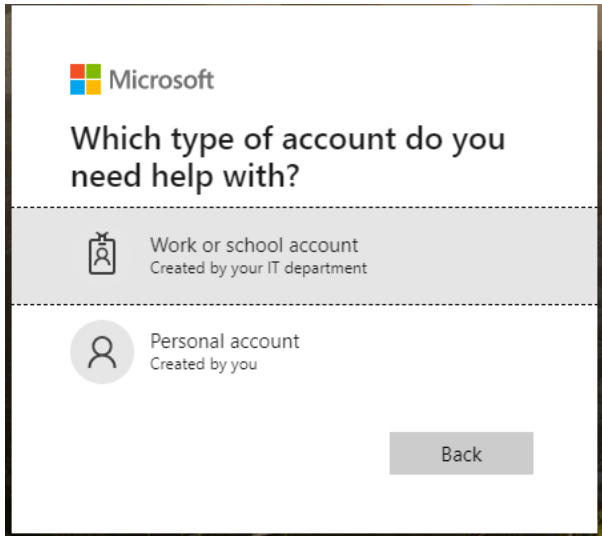 Microsoft
Which type of account do you
need help with?
Work or school account
Created by your IT department
Personal account
Created by you
Back